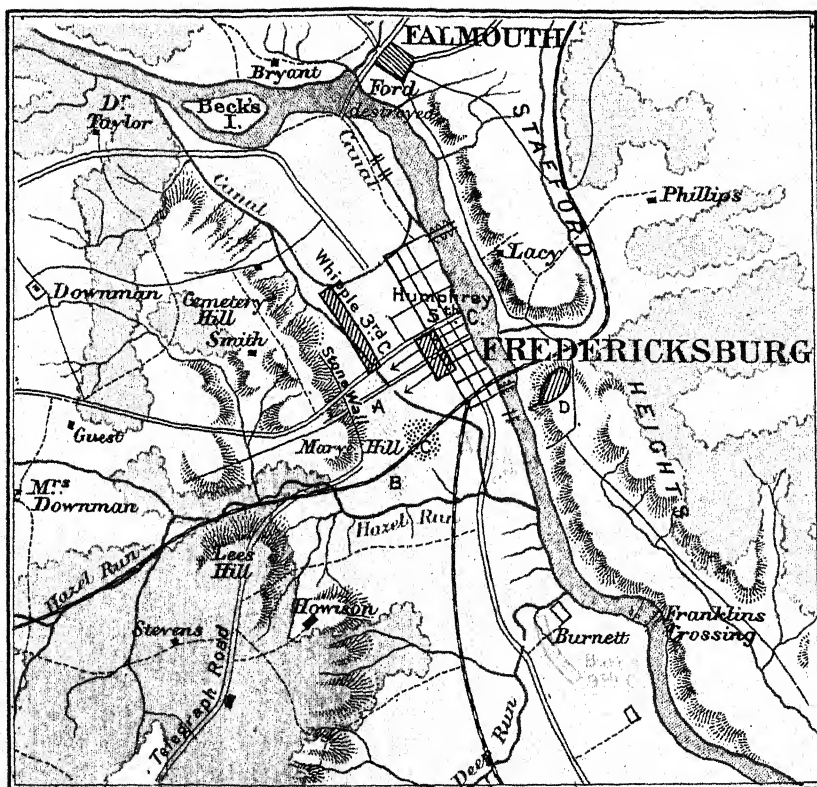 FALMOUTH
Bryant
Ford
destroyed
Beck's
I.
Dr.
Taylor
Canal
Canal
STAFFORD
Phillips
Lacy
Whipple 3rd C.
Humphrey
5th C.
Downman
Cemetery
Hill
Smith
FREDERICKSBURG
Stone Wall
A
D
HEIGHTS
Guest
Marys Hill
C
B
Mrs.
Downman
Hazel Run
Hazel Run
Lees
Hill
Howison
Stevens
Burnett
Franklins
Crossing
9th C
Telegraph Road
Deep Run